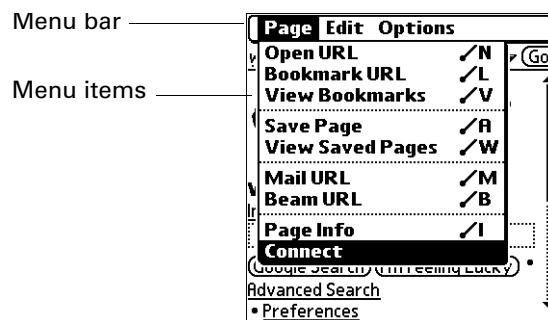 Menu bar
Page Edit Options
Menu items
Open URL /N
Bookmark URL /L
View Bookmarks /V
Save Page /A
View Saved Pages /W
Mail URL /M
Beam URL /B
Page Info /I
Connect
Advanced Search
• Preferences